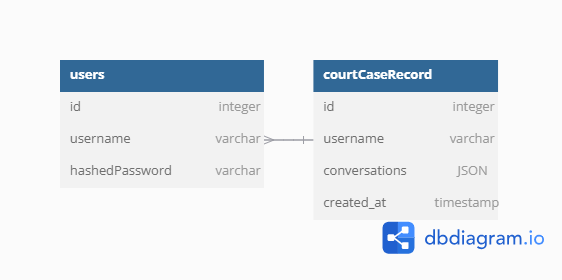 users
id integer
username varchar
hashedPassword varchar
courtCaseRecord
id integer
username varchar
conversations JSON
created_at timestamp
dbdiagram.io